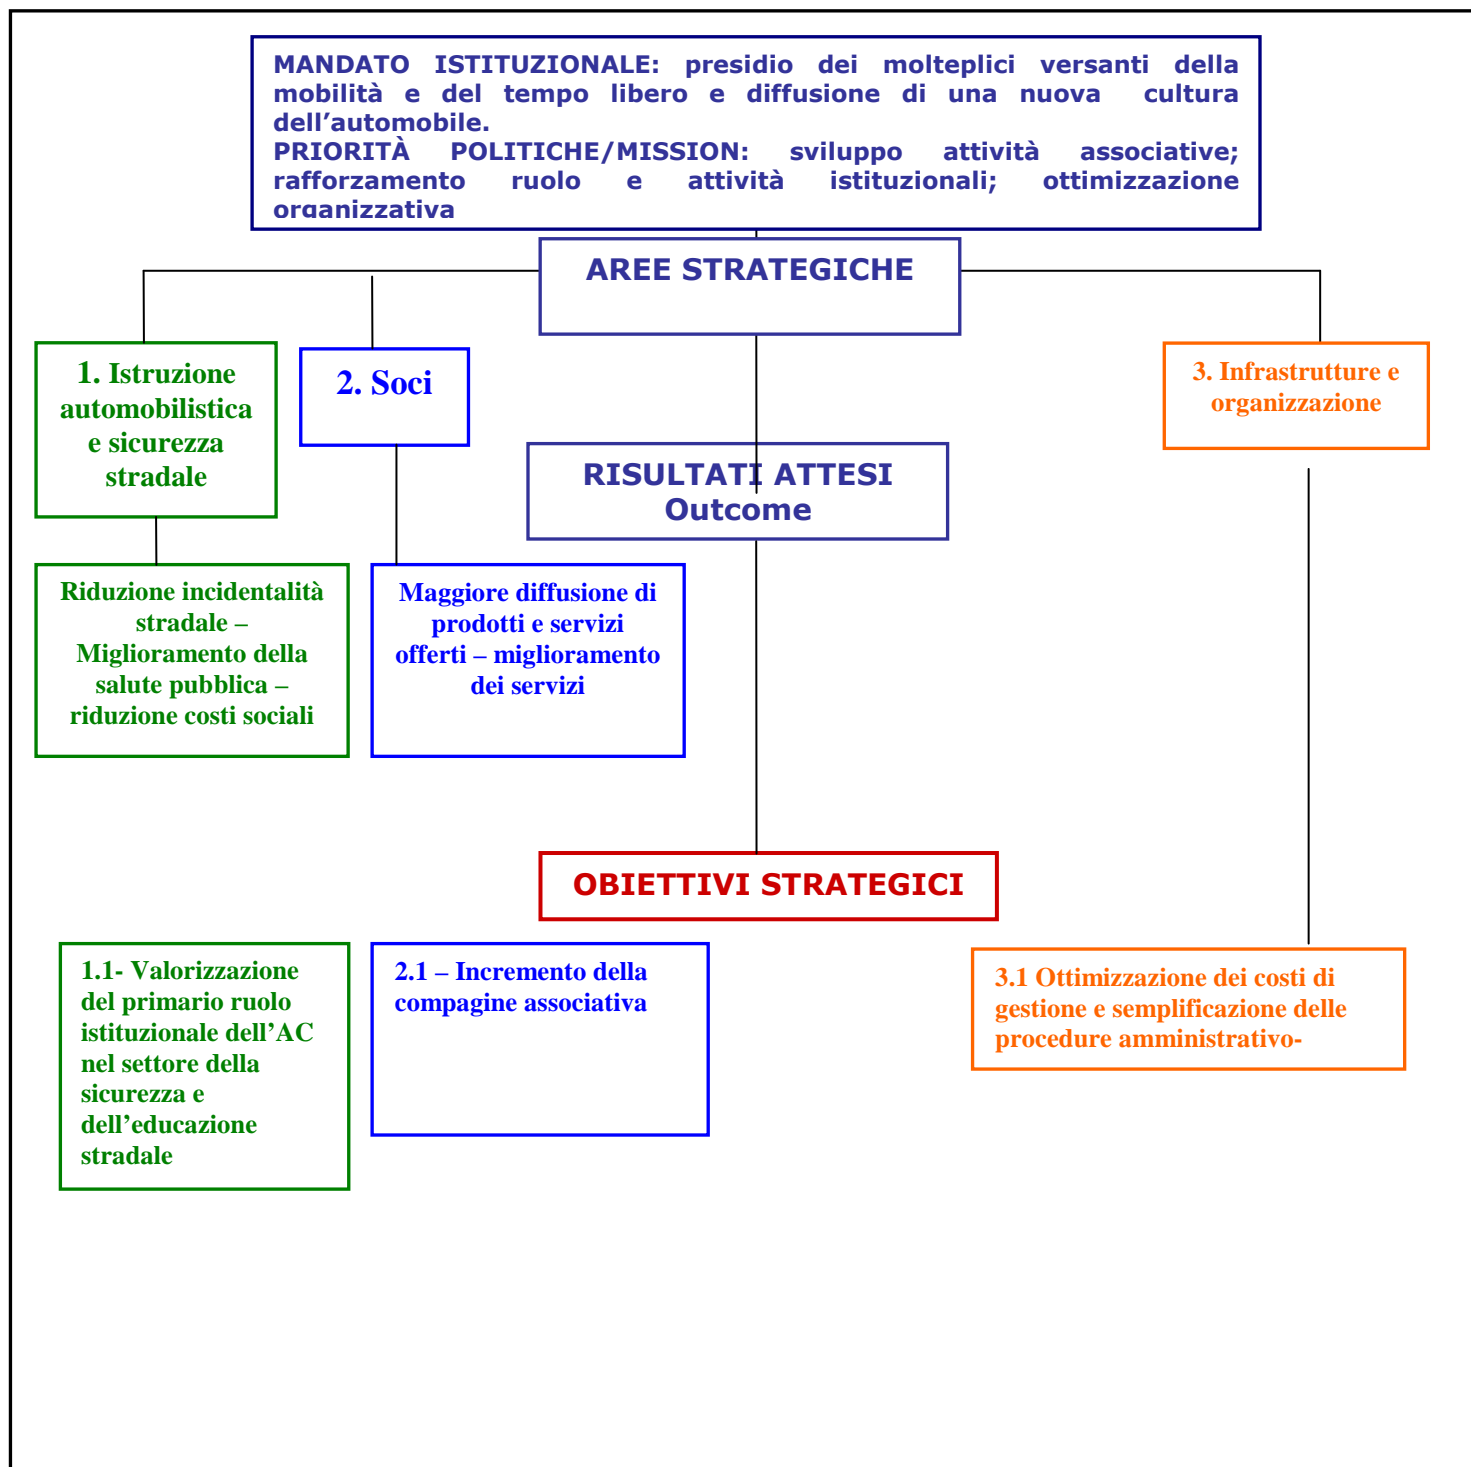 MANDATO ISTITUZIONALE: presidio dei molteplici versanti della
mobilità e del tempo libero e diffusione di una nuova cultura
dell’automobile.
PRIORITÀ POLITICHE/MISSION: sviluppo attività associative;
rafforzamento ruolo e attività istituzionali; ottimizzazione
organizzativa
AREE STRATEGICHE
1. Istruzione
automobilistica
e sicurezza
stradale
2. Soci
3. Infrastrutture e
organizzazione
RISULTATI ATTESI
Outcome
Riduzione incidentalità
stradale –
Miglioramento della
salute pubblica –
riduzione costi sociali
Maggiore diffusione di
prodotti e servizi
offerti – miglioramento
dei servizi
OBIETTIVI STRATEGICI
1.1- Valorizzazione
del primario ruolo
istituzionale dell’AC
nel settore della
sicurezza e
dell’educazione
stradale
2.1 – Incremento della
compagine associativa
3.1 Ottimizzazione dei costi di
gestione e semplificazione delle
procedure amministrativo-